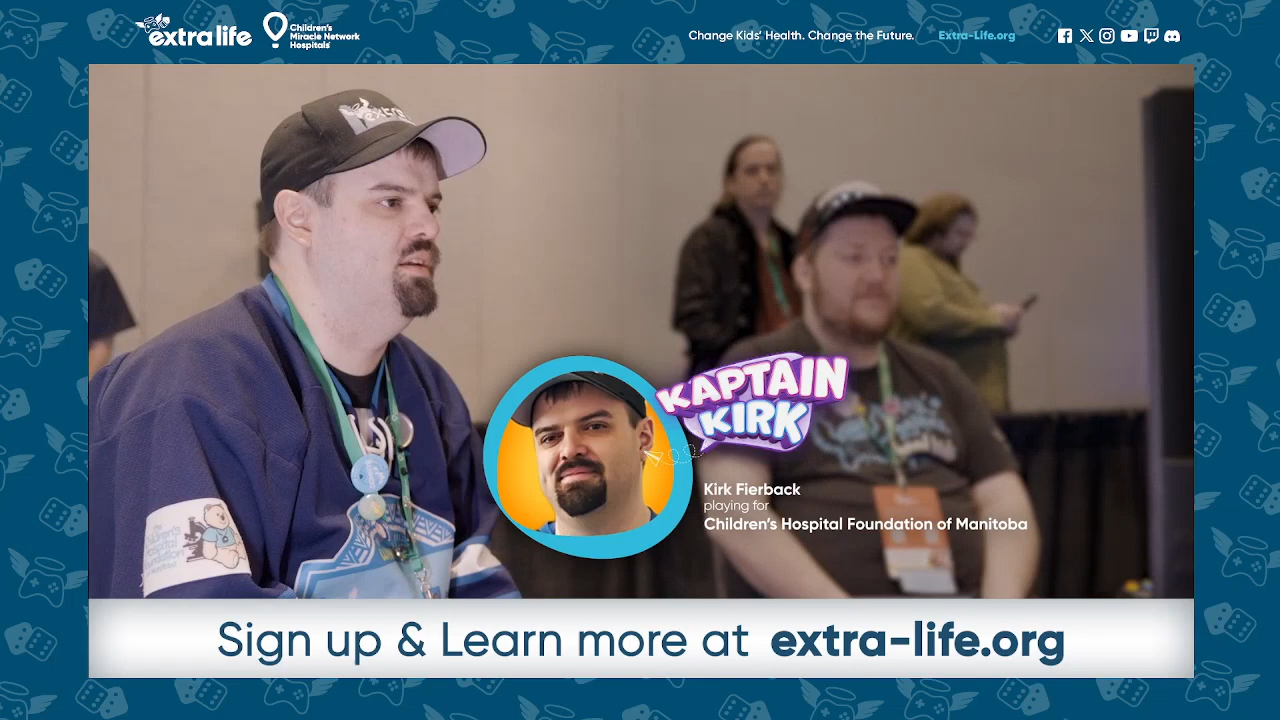 extra life
Children's
Miracle Network
Hospitals
Change Kids' Health. Change the Future.
Extra-Life.org
extra
KAPTAIN
KIRK
Kirk Fierback
playing for
Children's Hospital Foundation of Manitoba
Sign up & Learn more at extra-life.org